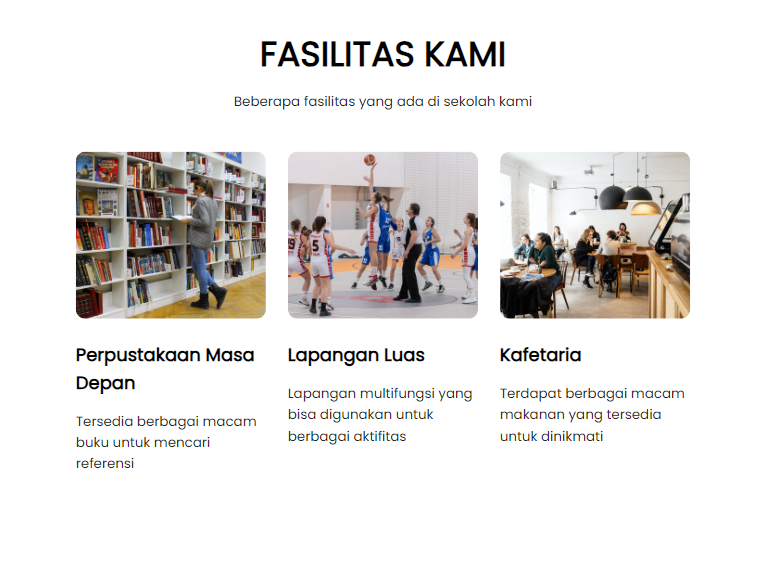 FASILITAS KAMI
Beberapa fasilitas yang ada di sekolah kami
Perpustakaan Masa
Depan
Tersedia berbagai macam
buku untuk mencari
referensi
Lapangan Luas
Lapangan multifungsi yang
bisa digunakan untuk
berbagai aktifitas
Kafetaria
Terdapat berbagai macam
makanan yang tersedia
untuk dinikmati